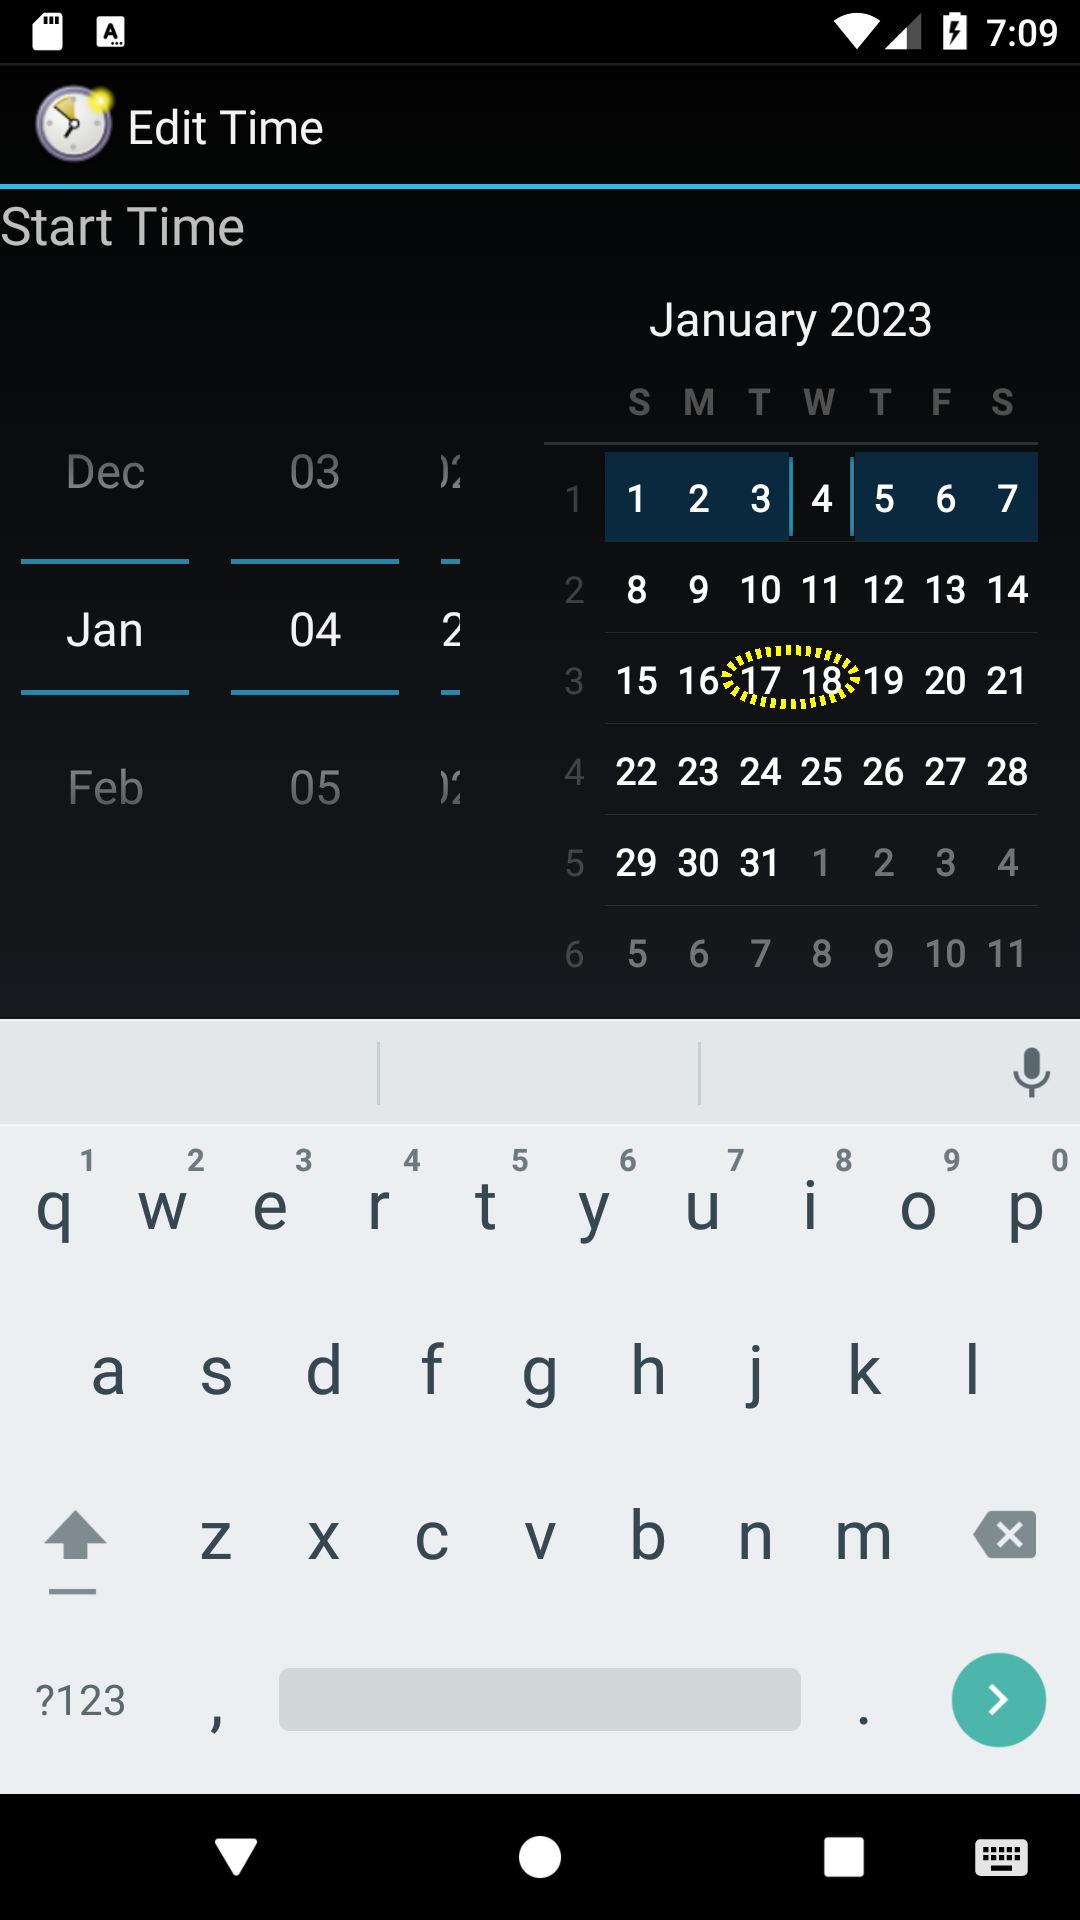 7:09
Edit Time
Start Time
January 2023
S M T W T F S
Dec 03
1 1 2 3 4 5 6 7
2 8 9 10 11 12 13 14
Jan 04 2
3 15 16 17 18 19 20 21
Feb 05
4 22 23 24 25 26 27 28
5 29 30 31 1 2 3 4
6 5 6 7 8 9 10 11
1 2 3 4 5 6 7 8 9 0
q w e r t y u i o p
a s d f g h j k l
z x c v b n m
?123 , .